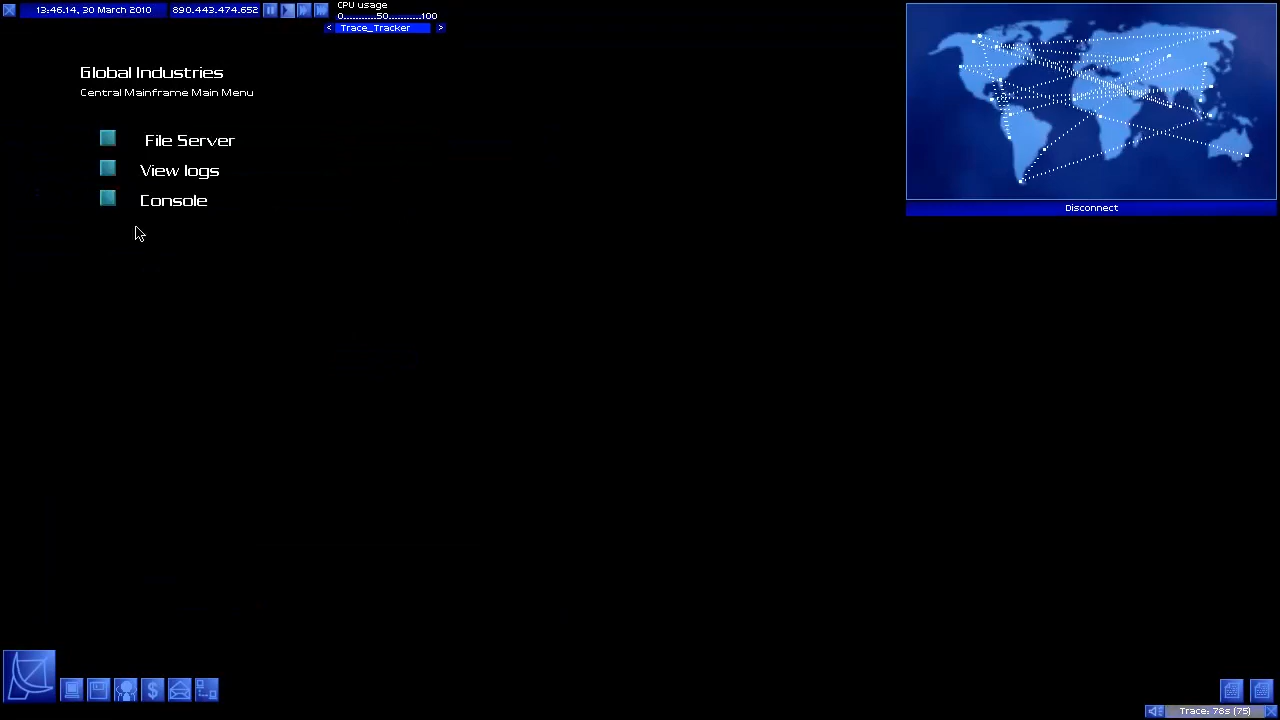 13:46.14, 30 March 2010
890.443.474.652
CPU usage
0...........50...........100
< Trace_Tracker >
Global Industries
Central Mainframe Main Menu
File Server
View logs
Console
Disconnect
$
Trace: 76s (75)